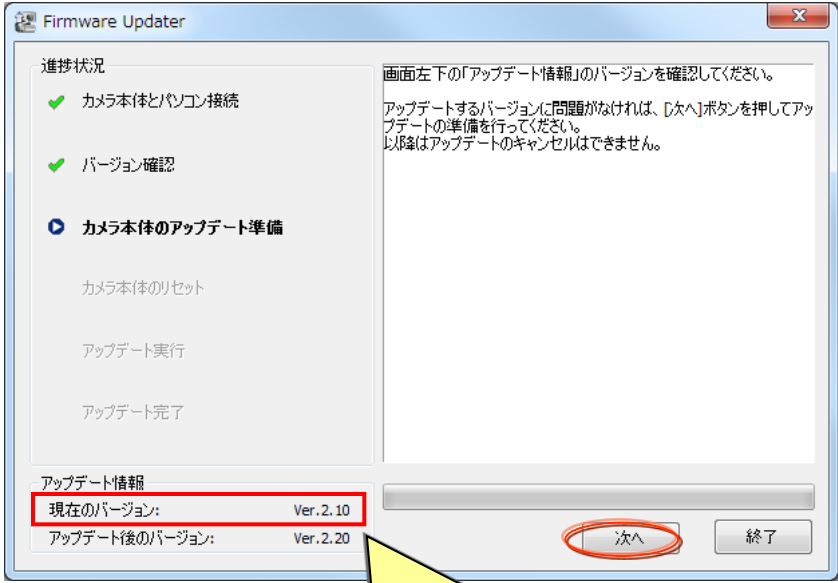 Firmware Updater
進捗状況
カメラ本体とパソコン接続
バージョン確認
カメラ本体のアップデート準備
カメラ本体のリセット
アップデート実行
アップデート完了
画面左下の「アップデート情報」のバージョンを確認してください。
アップデートするバージョンに問題がなければ、[次へ]ボタンを押してアッ
プデートの準備を行ってください。
以降はアップデートのキャンセルはできません。
アップデート情報
現在のバージョン: Ver.2.10
アップデート後のバージョン: Ver.2.20
次へ
終了